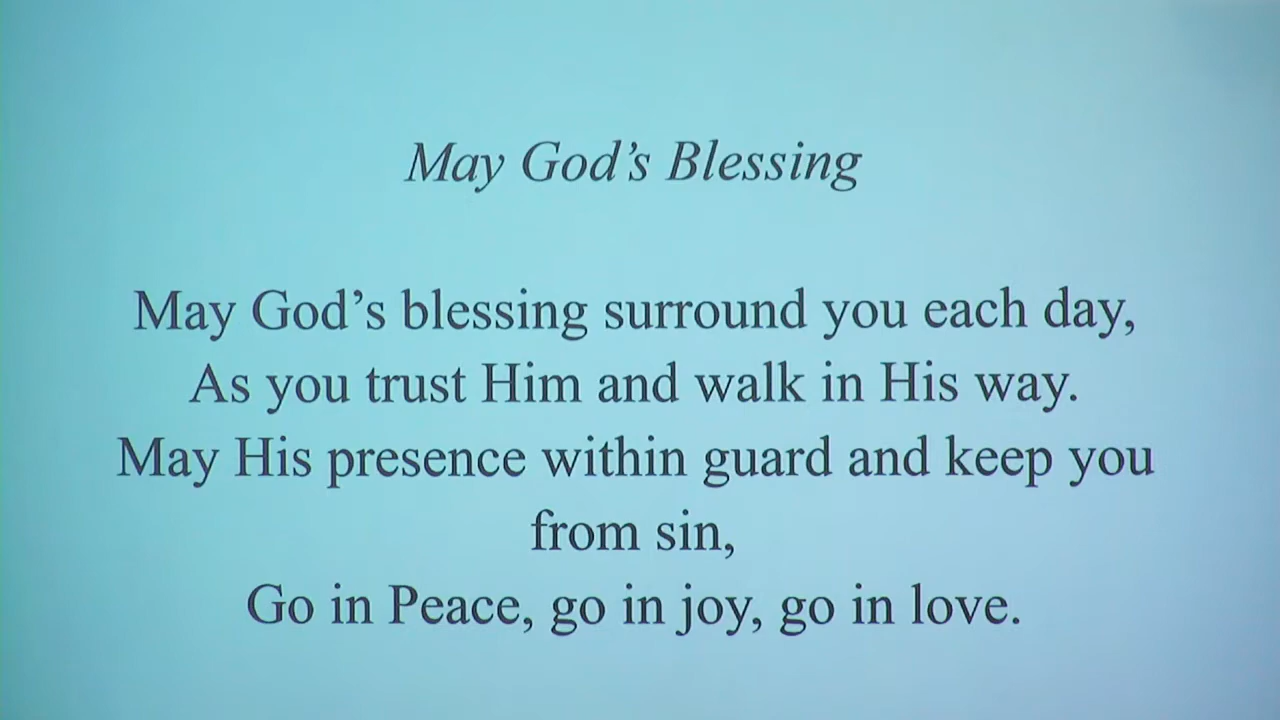 May God’s Blessing
May God’s blessing surround you each day,
As you trust Him and walk in His way.
May His presence within guard and keep you
from sin,
Go in Peace, go in joy, go in love.